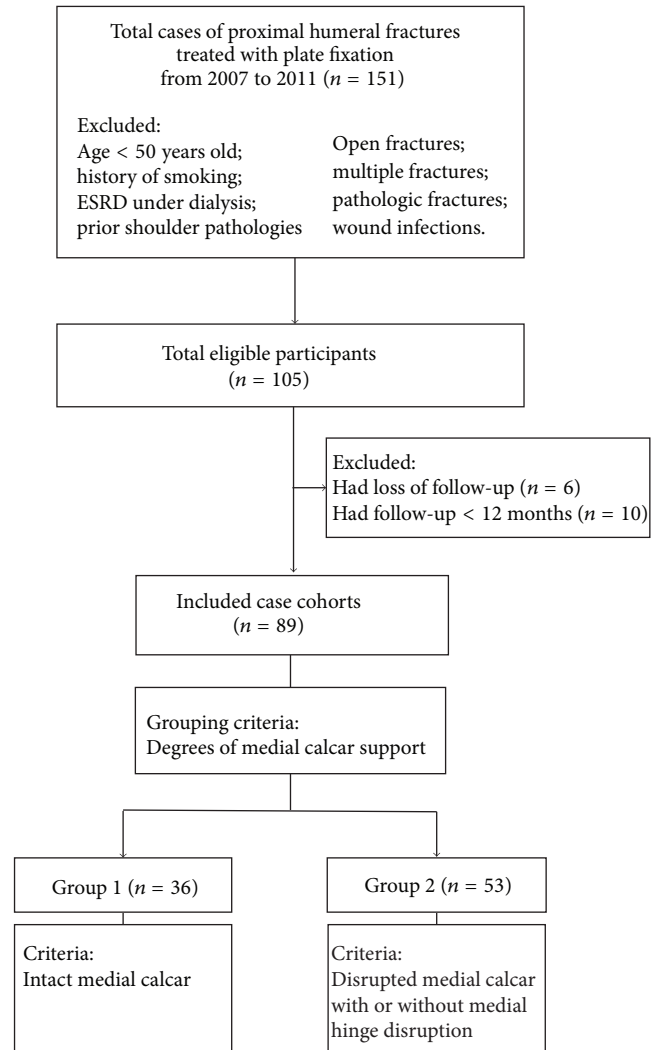 Total cases of proximal humeral fractures
treated with plate fixation
from 2007 to 2011 (n = 151)
Excluded:
Age < 50 years old;
history of smoking;
ESRD under dialysis;
prior shoulder pathologies
Open fractures;
multiple fractures;
pathologic fractures;
wound infections.
Total eligible participants
(n = 105)
Excluded:
Had loss of follow-up (n = 6)
Had follow-up < 12 months (n = 10)
Included case cohorts
(n = 89)
Grouping criteria:
Degrees of medial calcar support
Group 1 (n = 36)
Criteria:
Intact medial calcar
Group 2 (n = 53)
Criteria:
Disrupted medial calcar
with or without medial
hinge disruption